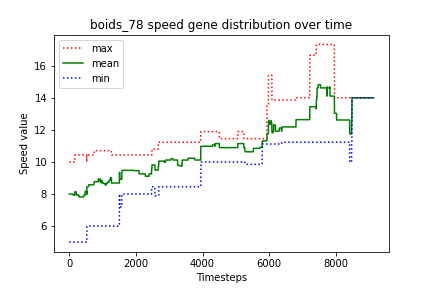 boids_78 speed gene distribution over time
max
mean
min
Speed value
16
14
12
10
8
6
0
2000
4000
6000
8000
Timesteps